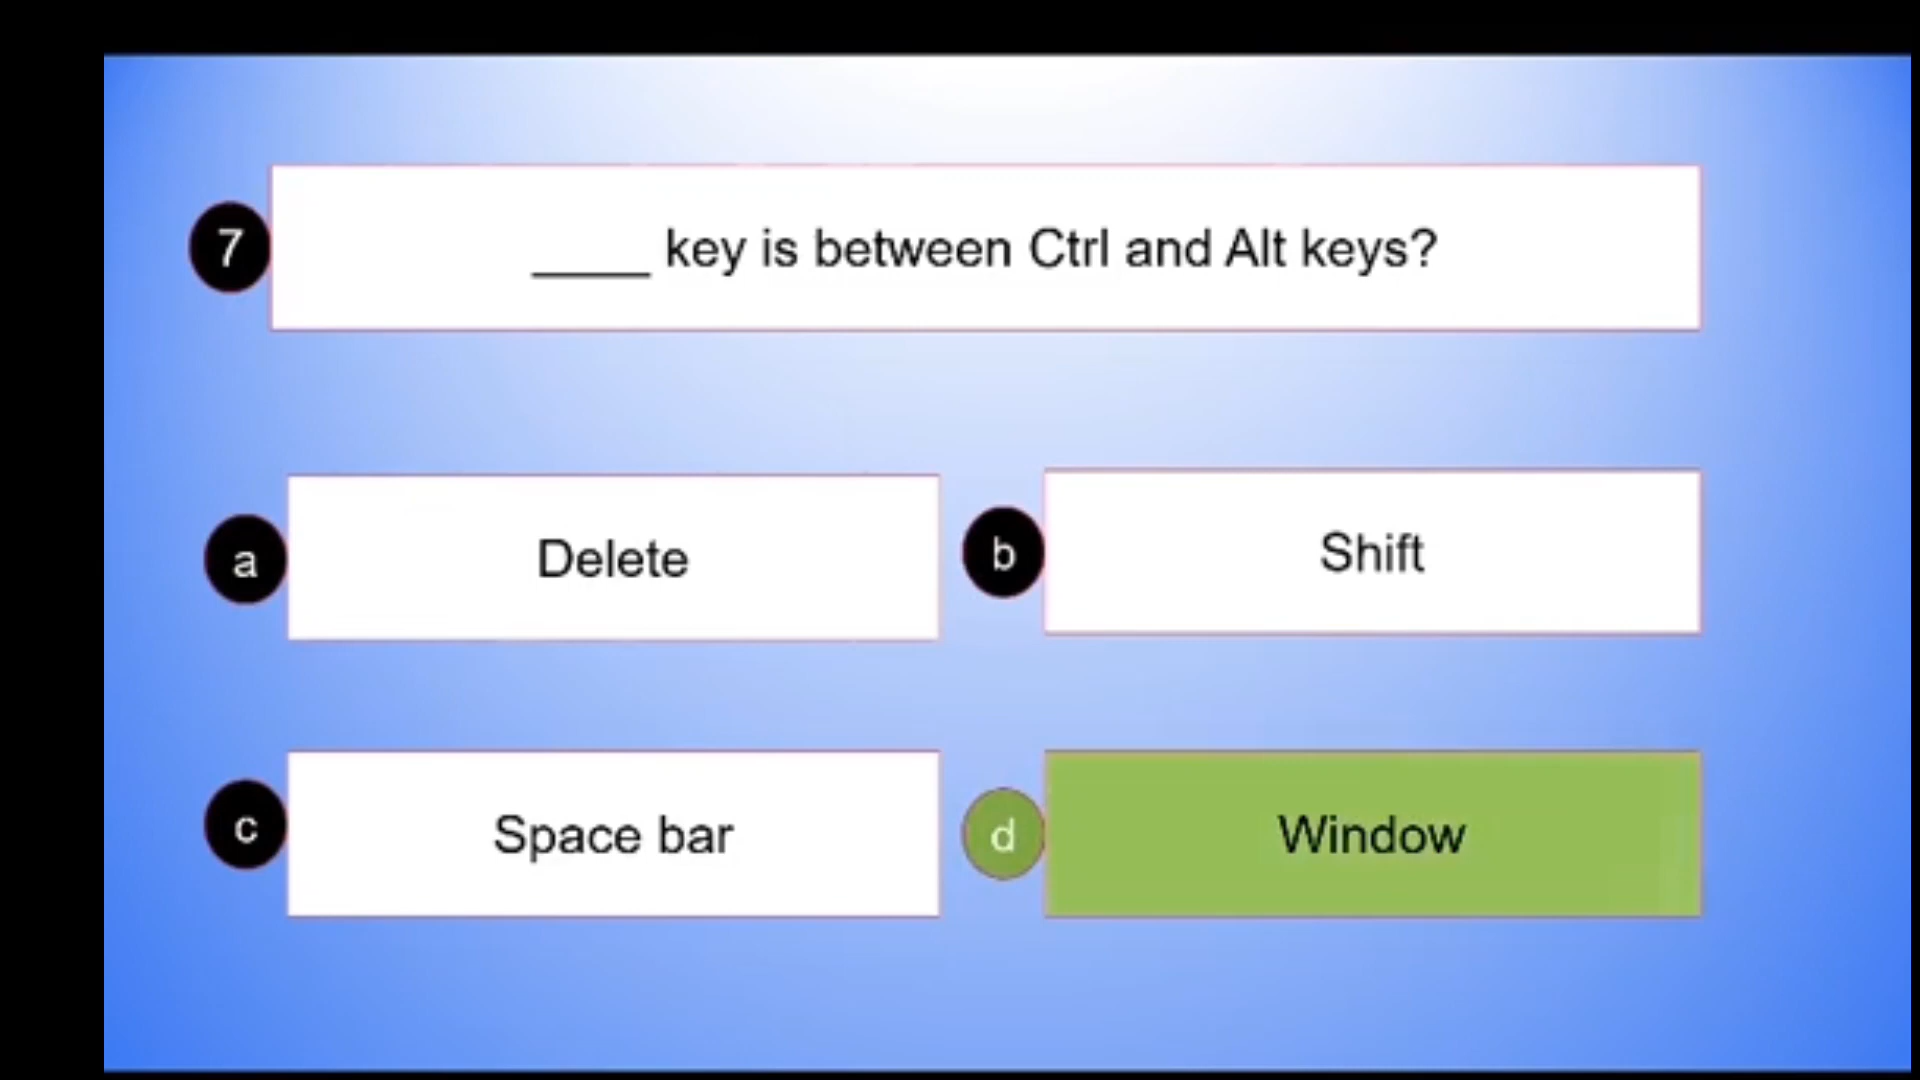 7
____ key is between Ctrl and Alt keys?
a
Delete
b
Shift
c
Space bar
d
Window